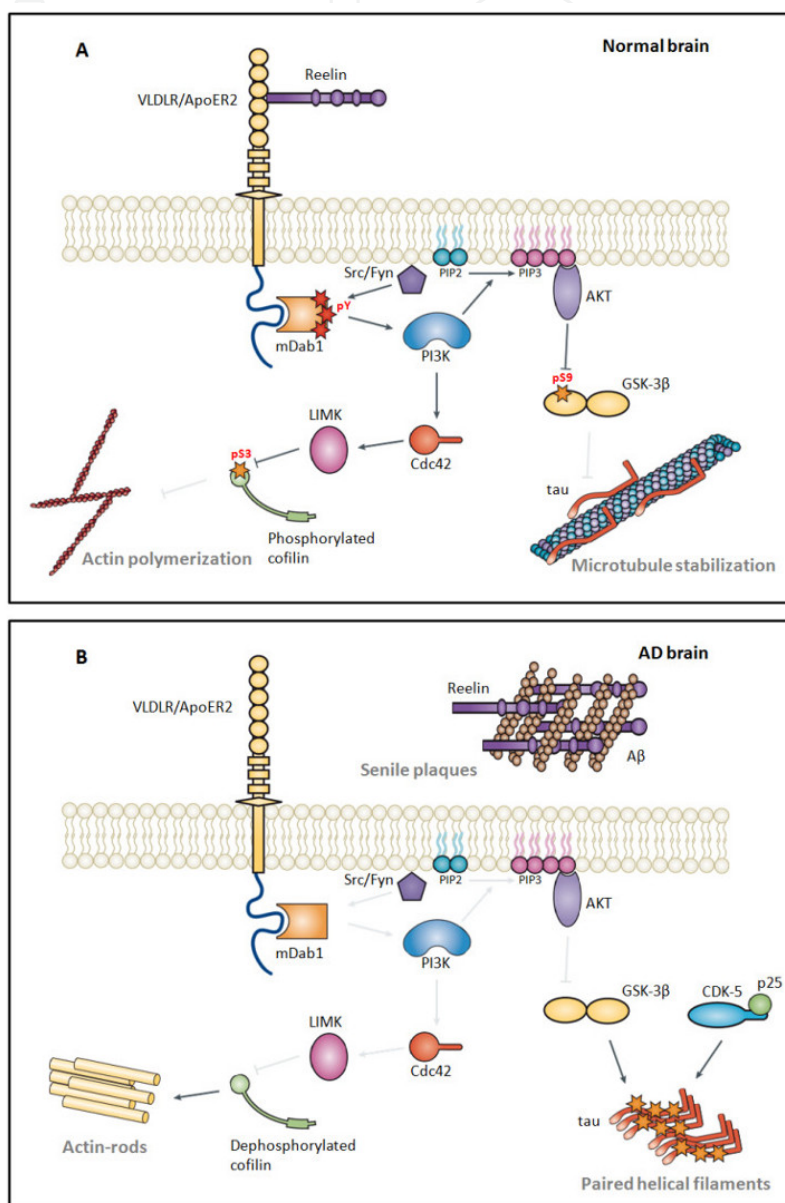 A
Normal brain
Reelin
VLDLR/ApoER2
Src/Fyn
PIP2
PIP3
pY
AKT
mDab1
PI3K
pS9
GSK-3β
LIMK
pS3
Cdc42
tau
Phosphorylated
cofilin
Actin polymerization
Microtubule stabilization
B
AD brain
Reelin
VLDLR/ApoER2
Aβ
Senile plaques
Src/Fyn
PIP2
PIP3
AKT
mDab1
PI3K
p25
GSK-3β
CDK-5
LIMK
Cdc42
tau
Actin-rods
Dephosphorylated
cofilin
Paired helical filaments